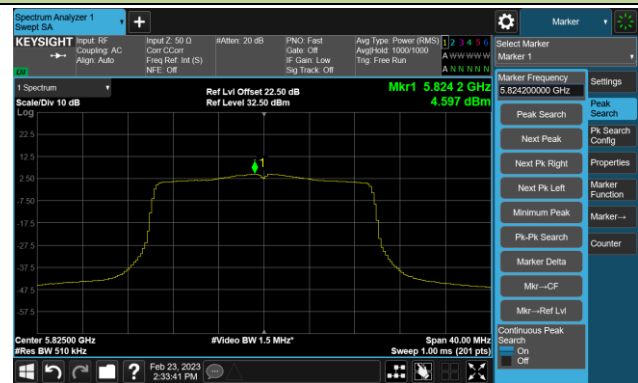 Spectrum Analyzer 1
Swept SA
+
Marker
KEYSIGHT
Input: RF
Coupling: AC
Align: Auto
Input Z: 50 Ω
Corr CCorr
Freq Ref: Int (S)
NFE: Off
#Atten: 20 dB
PNO: Fast
Gate: Off
IF Gain: Low
Sig Track: Off
Avg Type: Power (RMS)
Avg|Hold: 1000/1000
Trig: Free Run
1 2 3 4 5 6
A W W W W W
A N N N N N
Select Marker
Marker 1
1 Spectrum
Scale/Div 10 dB
Log
Ref Lvl Offset 22.50 dB
Ref Level 32.50 dBm
Mkr1 5.824 2 GHz
4.597 dBm
22.5
12.5
2.50
-7.50
-17.5
-27.5
-37.5
-47.5
-57.5
1
Center 5.82500 GHz
#Res BW 510 kHz
#Video BW 1.5 MHz*
Span 40.00 MHz
Sweep 1.00 ms (201 pts)
Marker Frequency
5.824200000 GHz
Peak Search
Next Peak
Next Pk Right
Next Pk Left
Minimum Peak
Pk-Pk Search
Marker Delta
Mkr→CF
Mkr→Ref Lvl
Continuous Peak
Search
On
Off
Settings
Peak
Search
Pk Search
Config
Properties
Marker
Function
Marker→
Counter
?
Feb 23, 2023
2:33:41 PM